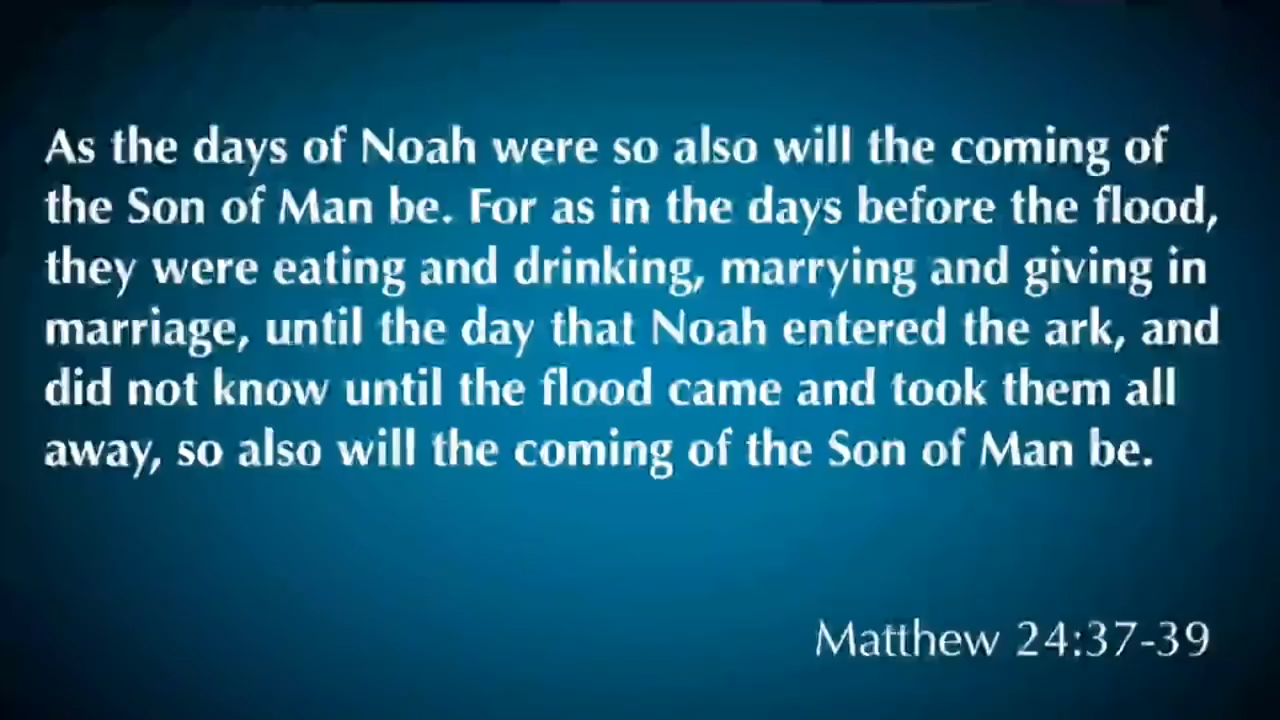 As the days of Noah were so also will the coming of
the Son of Man be. For as in the days before the flood,
they were eating and drinking, marrying and giving in
marriage, until the day that Noah entered the ark, and
did not know until the flood came and took them all
away, so also will the coming of the Son of Man be.
Matthew 24:37-39